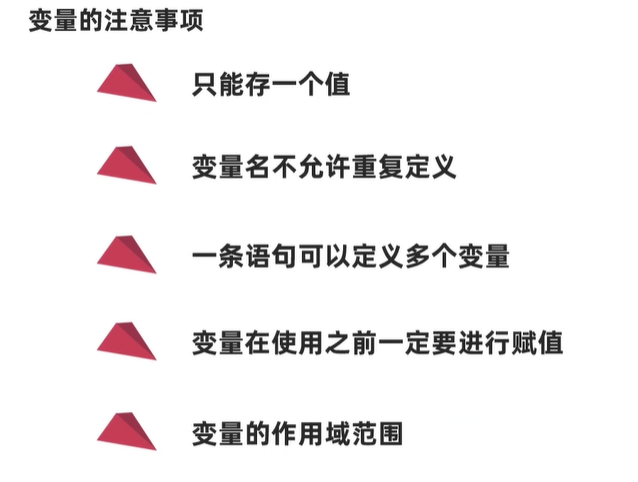 变量的注意事项
只能存一个值
变量名不允许重复定义
一条语句可以定义多个变量
变量在使用之前一定要进行赋值
变量的作用域范围